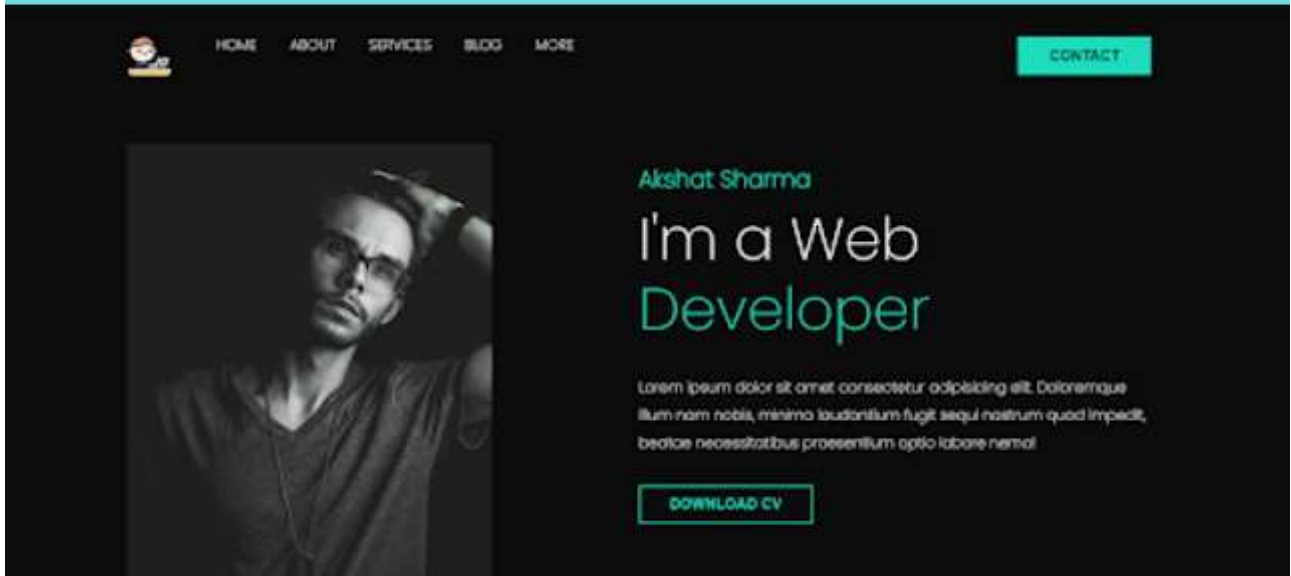 HOME ABOUT SERVICES BLOG MORE
CONTACT
Akshat Sharma
I'm a Web
Developer
Lorem ipsum dolor sit amet consectetur adipisicing elit. Doloremque
illum nam nobis, minima laudantium fugit sequi nostrum quod impedit,
beatae necessitatibus praesentium optio labore nemo!
DOWNLOAD CV